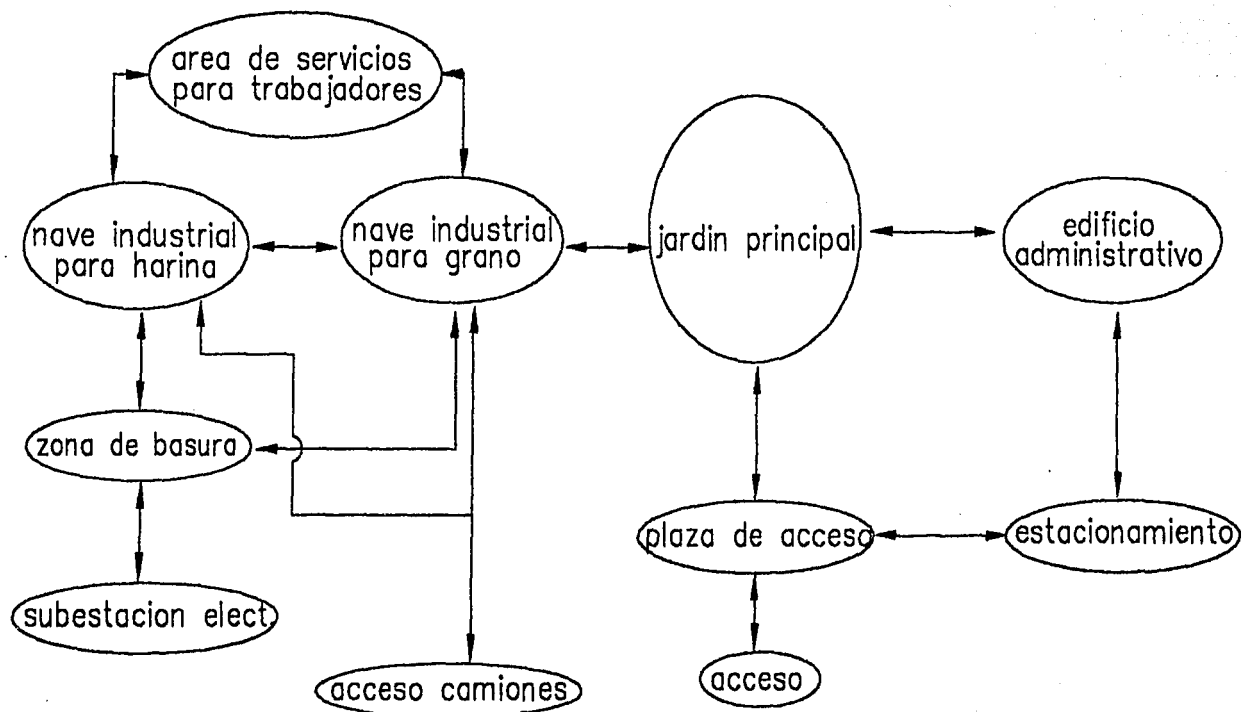 area de servicios
para trabajadores
nave industrial
para harina
nave industrial
para grano
jardin principal
edificio
administrativo
zona de basura
plaza de acceso
estacionamiento
subestacion elect.
acceso camiones
acceso